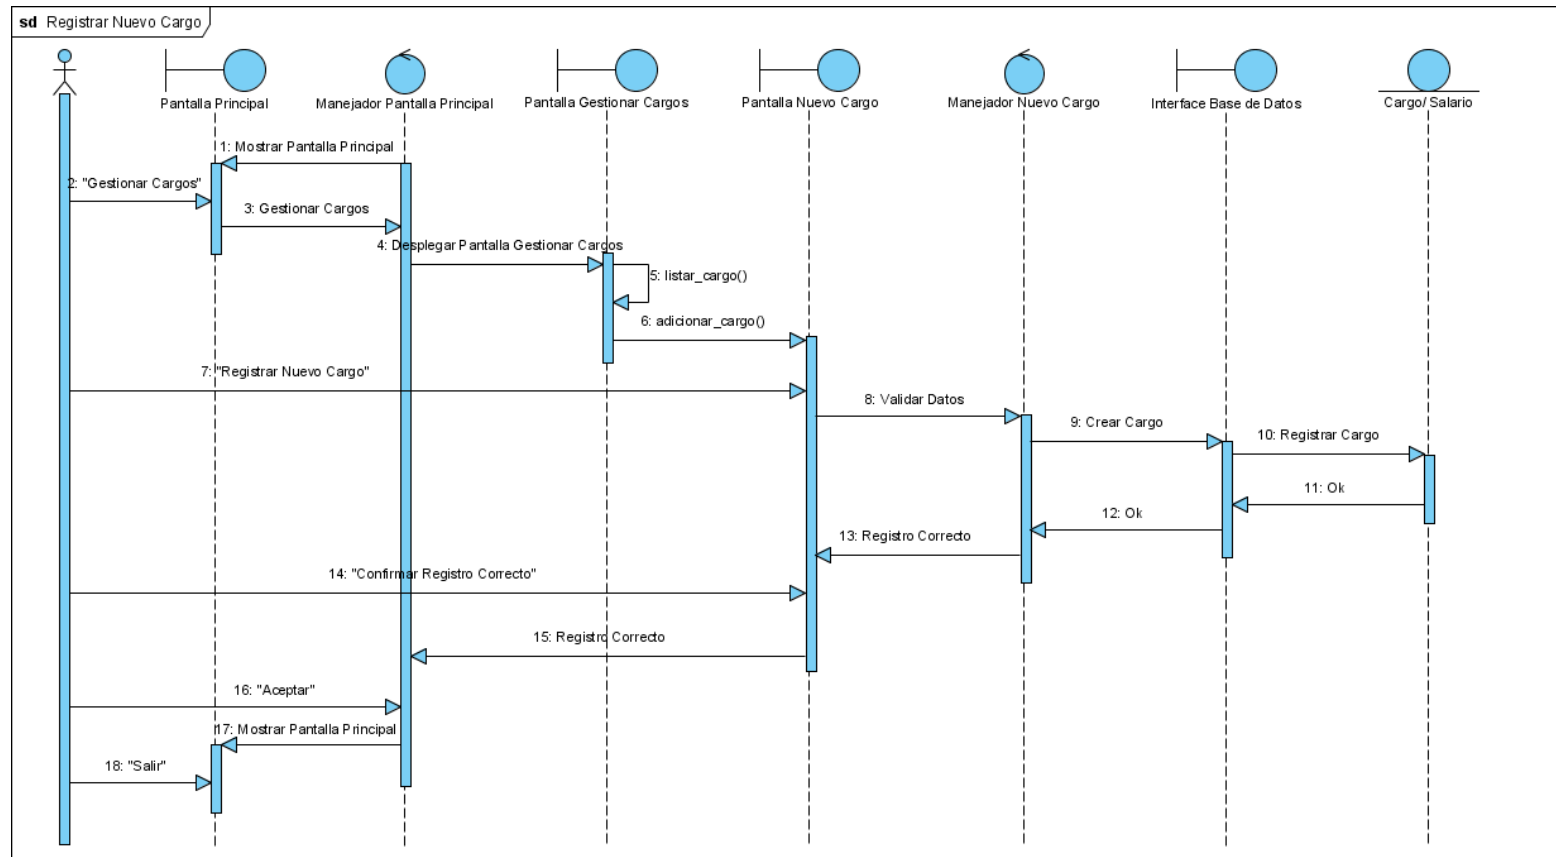 sd Registrar Nuevo Cargo
Pantalla Principal
Manejador Pantalla Principal
Pantalla Gestionar Cargos
Pantalla Nuevo Cargo
Manejador Nuevo Cargo
Interface Base de Datos
Cargo/ Salario
1: Mostrar Pantalla Principal
2: "Gestionar Cargos"
3: Gestionar Cargos
4: Desplegar Pantalla Gestionar Cargos
5: listar_cargo()
6: adicionar_cargo()
7: "Registrar Nuevo Cargo"
8: Validar Datos
9: Crear Cargo
10: Registrar Cargo
11: Ok
12: Ok
13: Registro Correcto
14: "Confirmar Registro Correcto"
15: Registro Correcto
16: "Aceptar"
17: Mostrar Pantalla Principal
18: "Salir"